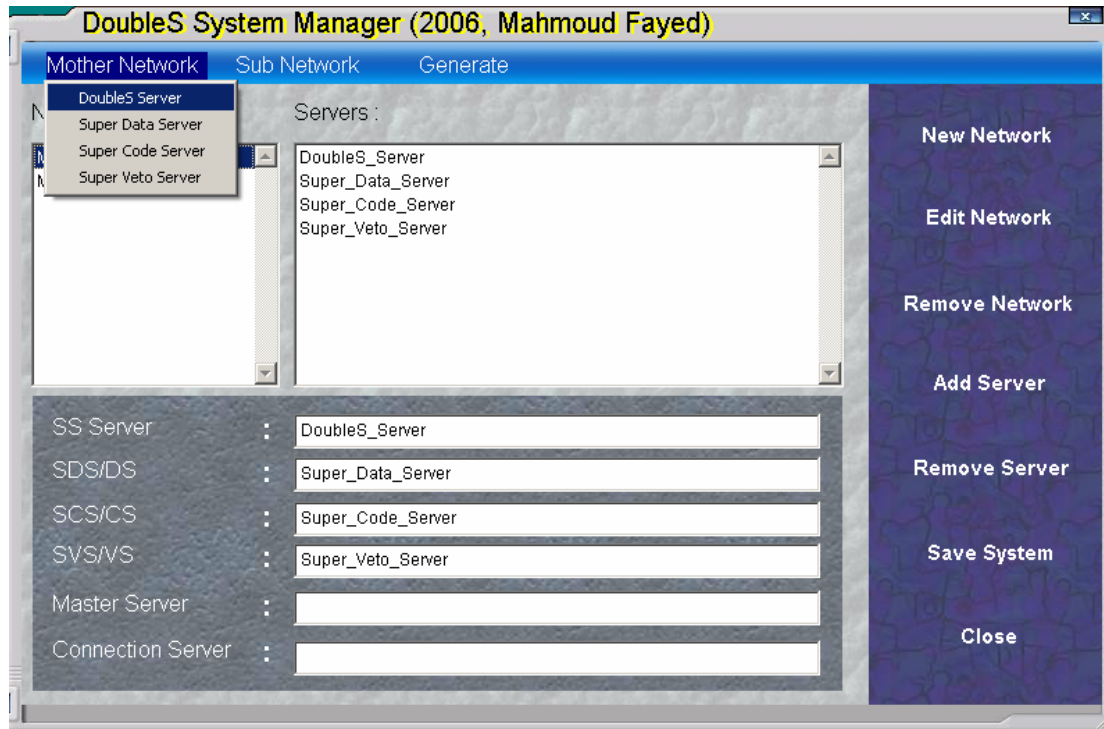 DoubleS System Manager (2006, Mahmoud Fayed)
Mother Network Sub Network Generate
DoubleS Server
Super Data Server
Super Code Server
Super Veto Server
Servers :
DoubleS_Server
Super_Data_Server
Super_Code_Server
Super_Veto_Server
New Network
Edit Network
Remove Network
Add Server
Remove Server
Save System
Close
SS Server : DoubleS_Server
SDS/DS : Super_Data_Server
SCS/CS : Super_Code_Server
SVS/VS : Super_Veto_Server
Master Server :
Connection Server :